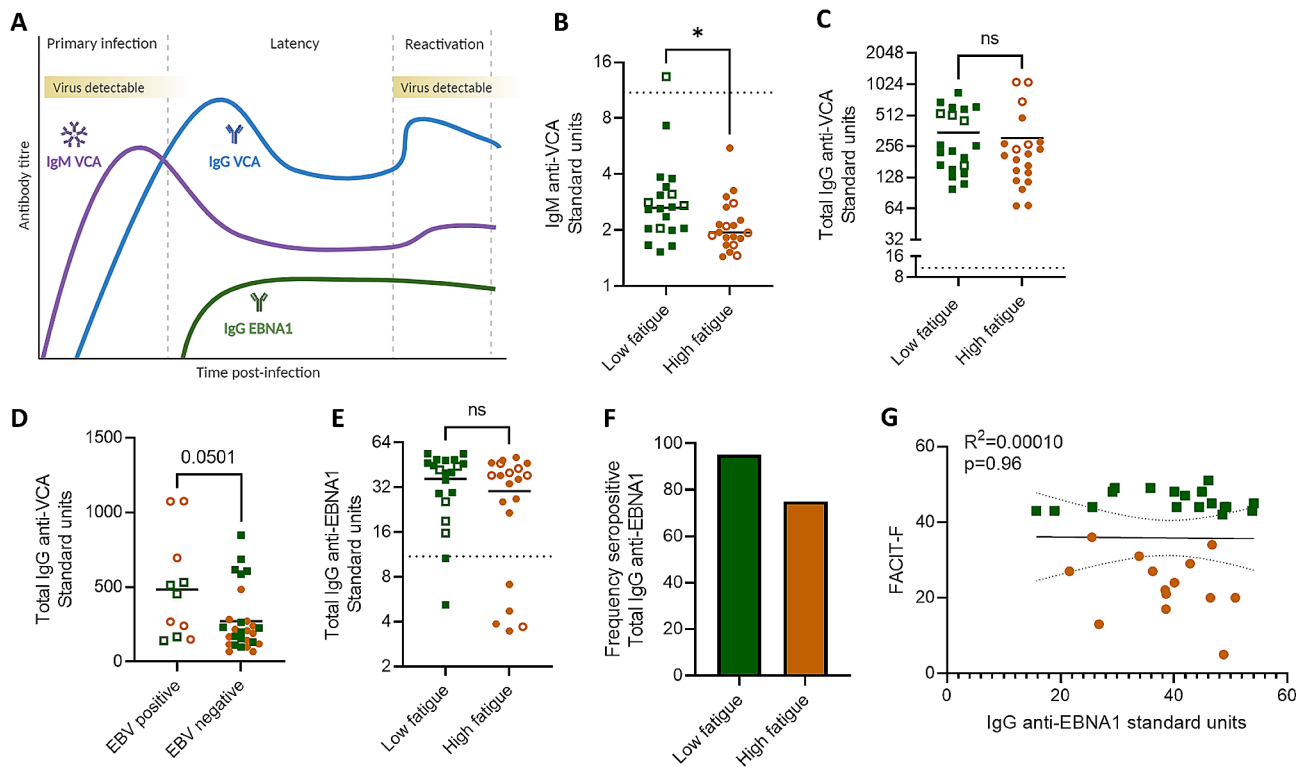 A
Primary infection
Latency
Reactivation
Virus detectable
Virus detectable
IgM VCA
IgG VCA
IgG EBNA1
Antibody titre
Time post-infection
B
*
IgM anti-VCA
Standard units
16
8
4
2
1
Low fatigue
High fatigue
C
ns
Total IgG anti-VCA
Standard units
2048
1024
512
256
128
64
32
16
8
Low fatigue
High fatigue
D
0.0501
Total IgG anti-VCA
Standard units
1500
1000
500
0
EBV positive
EBV negative
E
ns
Total IgG anti-EBNA1
Standard units
64
32
16
8
4
2
Low fatigue
High fatigue
F
Frequency seropositive
Total IgG anti-EBNA1
100
80
60
40
20
0
Low fatigue
High fatigue
G
R²=0.00010
p=0.96
FACIT-F
60
40
20
0
0
20
40
60
IgG anti-EBNA1 standard units